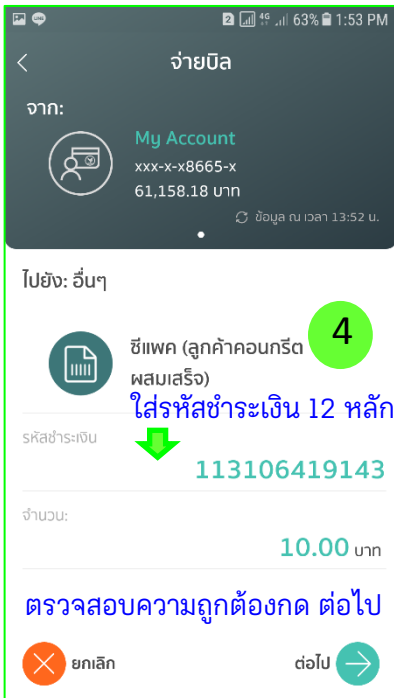 2 4G 63% 1:53 PM
จ่ายบิล
จาก:
My Account
xxx-x-x8665-x
61,158.18 บาท
ข้อมูล ณ เวลา 13:52 น.
ไปยัง: อื่นๆ
4
ซีแพค (ลูกค้าคอนกรีต
ผสมเสร็จ)
ใส่รหัสชำระเงิน 12 หลัก
รหัสชำระเงิน
113106419143
จำนวน:
10.00 บาท
ตรวจสอบความถูกต้องกด ต่อไป
ยกเลิก
ต่อไป